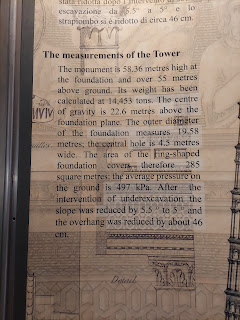 stata ridotta dopo l'intervento di sotto
escavazione da 5.5° a 5° e lo
strapiombo si è ridotto di circa 46 cm.
The measurements of the Tower
The monument is 58.36 metres high at
the foundation and over 55 metres
above ground. Its weight has been
calculated at 14,453 tons. The centre
of gravity is 22.6 metres above the
foundation plane. The outer diameter
of the foundation measures 19.58
metres; the central hole is 4.5 metres
wide. The area of the ring-shaped
foundation covers therefore 285
square metres; the average pressure on
the ground is 497 kPa. After the
intervention of underexcavation the
slope was reduced by 5.5 ° to 5 ° and
the overhang was reduced by about 46
cm.